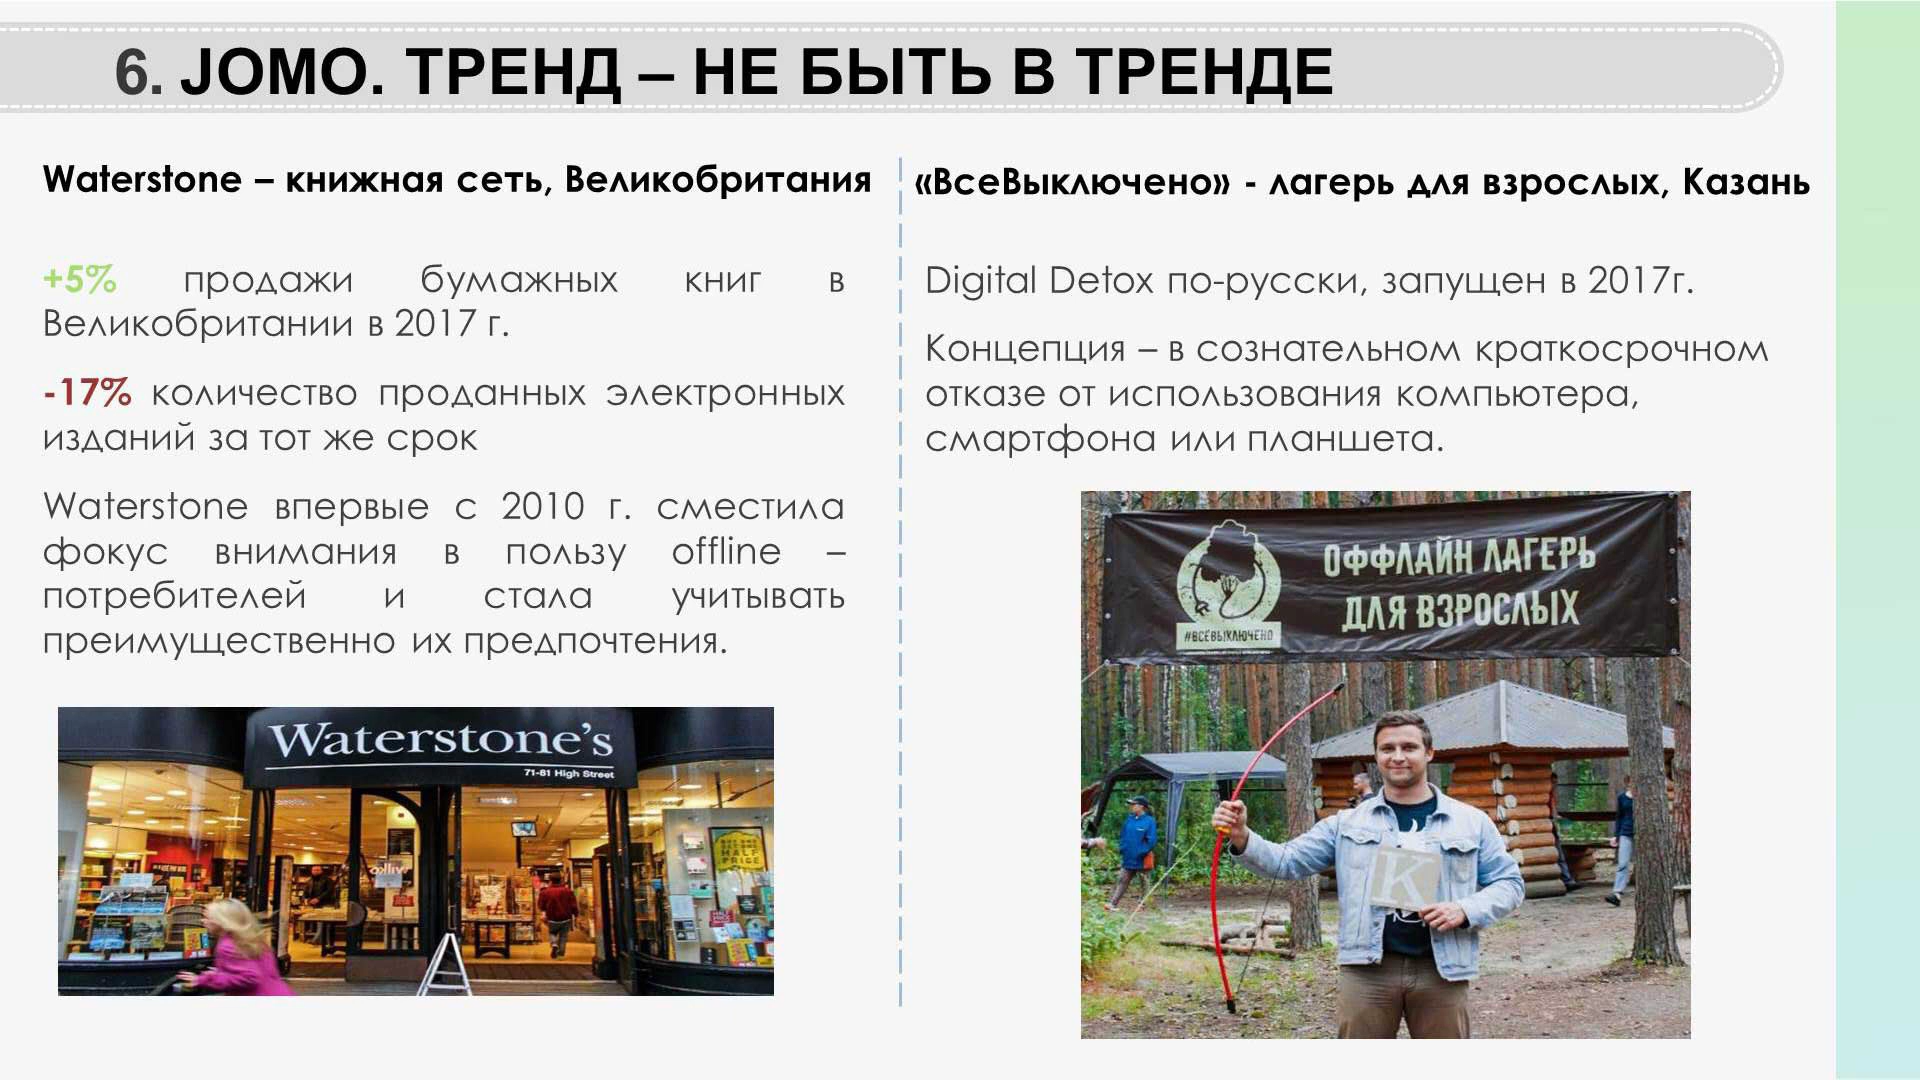 6. JOMO. ТРЕНД – НЕ БЫТЬ В ТРЕНДЕ
Waterstone – книжная сеть, Великобритания
+5% продажи бумажных книг в
Великобритании в 2017 г.
-17% количество проданных электронных
изданий за тот же срок
Waterstone впервые с 2010 г. сместила
фокус внимания в пользу offline –
потребителей и стала учитывать
преимущественно их предпочтения.
Waterstone's
71-81 High Street
HALF
PRICE
«ВсеВыключено» - лагерь для взрослых, Казань
Digital Detox по-русски, запущен в 2017г.
Концепция – в сознательном краткосрочном
отказе от использования компьютера,
смартфона или планшета.
ОФФЛАЙН ЛАГЕРЬ
ДЛЯ ВЗРОСЛЫХ
#ВСЁВЫКЛЮЧЕНО
K